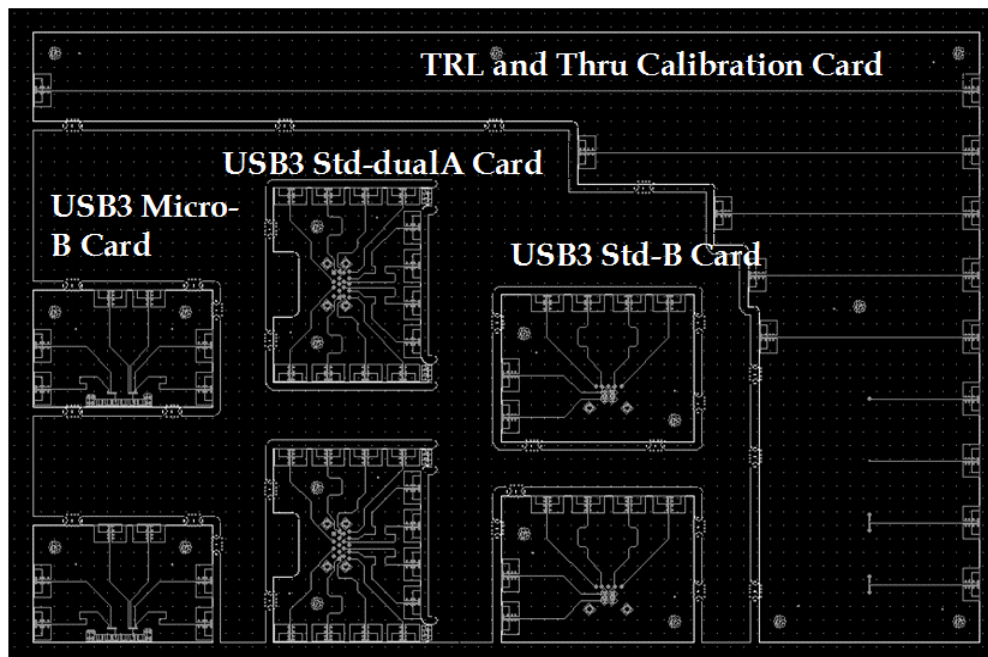 TRL and Thru Calibration Card
USB3 Std-dualA Card
USB3 Micro-
B Card
USB3 Std-B Card